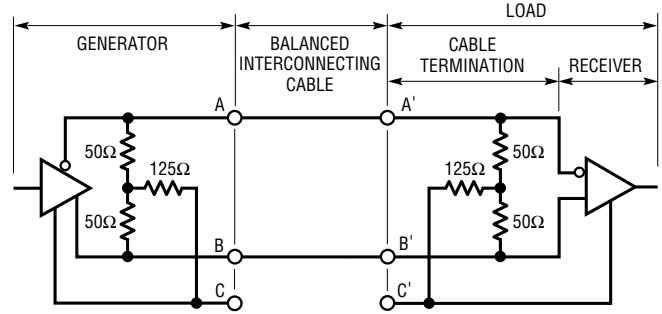 LOAD
GENERATOR
BALANCED
INTERCONNECTING
CABLE
CABLE
TERMINATION
RECEIVER
A
A'
50Ω
125Ω
50Ω
50Ω
125Ω
50Ω
B
B'
C
C'